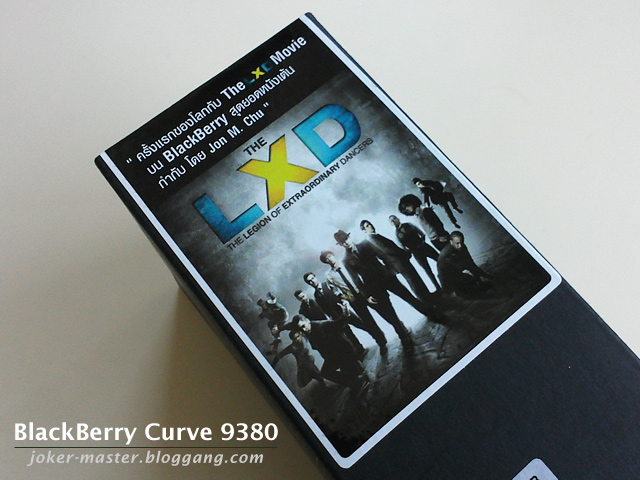 " ครั้งแรกของโลกกับ The LXD Movie
บน BlackBerry สุดยอดหนังเต้น
กำกับ โดย Jon M. Chu "
THE
LXD
THE LEGION OF EXTRAORDINARY DANCERS
BlackBerry Curve 9380
joker-master.bloggang.com